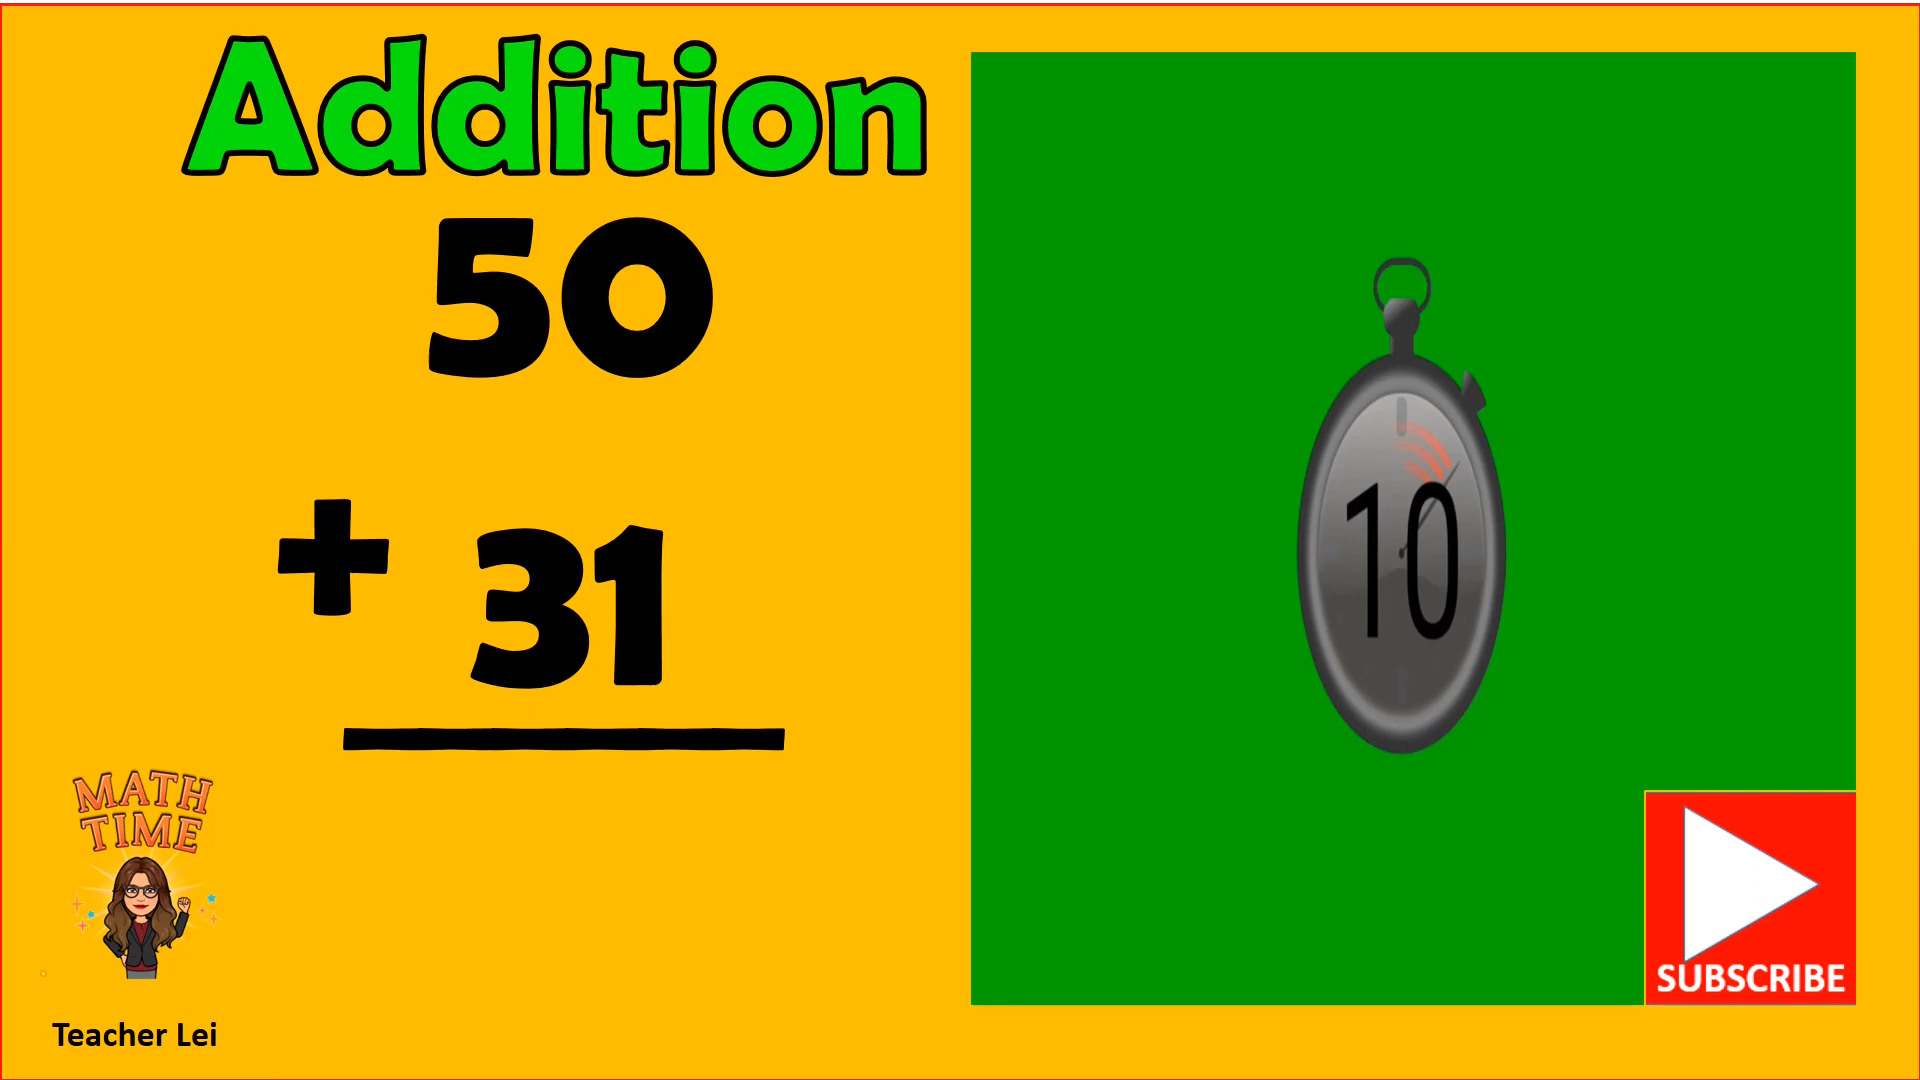 Addition
50
+ 31
10
MATH
TIME
Teacher Lei
SUBSCRIBE